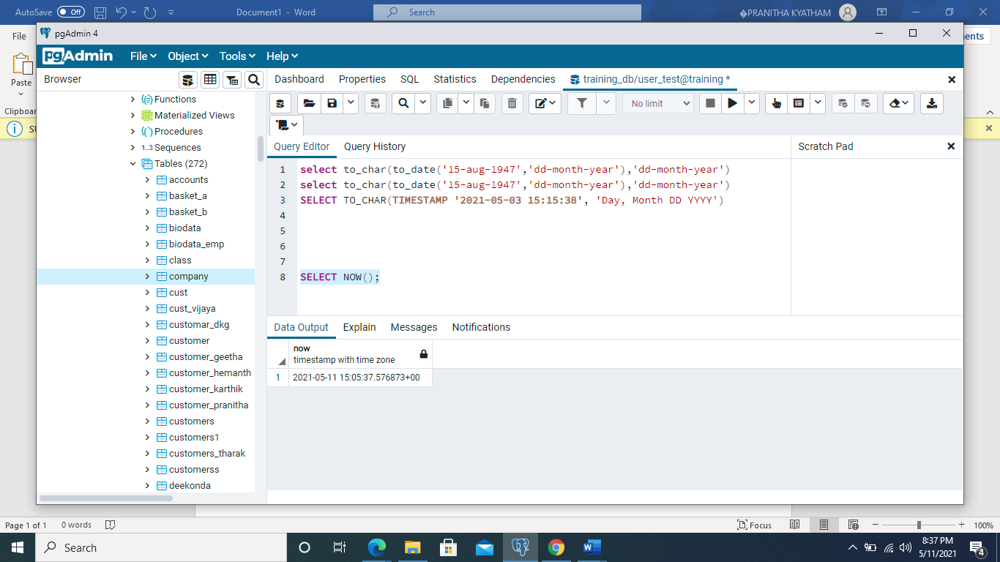 AutoSave Off Document1 - Word Search �PRANITHA KYATHAM
File
Paste
Clipboar
pgAdmin 4
pgAdmin File Object Tools Help
Browser
Dashboard Properties SQL Statistics Dependencies training_db/user_test@training *
No limit
Functions
Materialized Views
Procedures
1..3 Sequences
Tables (272)
accounts
basket_a
basket_b
biodata
biodata_emp
class
company
cust
cust_vijaya
customar_dkg
customer
customer_geetha
customer_hemanth
customer_karthik
customer_pranitha
customers
customers1
customers_tharak
customerss
deekonda
Query Editor Query History Scratch Pad
1 select to_char(to_date('15-aug-1947','dd-month-year'),'dd-month-year')
2 select to_char(to_date('15-aug-1947','dd-month-year'),'dd-month-year')
3 SELECT TO_CHAR(TIMESTAMP '2021-05-03 15:15:38', 'Day, Month DD YYYY')
4
5
6
7
8 SELECT NOW();
Data Output Explain Messages Notifications
now
timestamp with time zone
1 2021-05-11 15:05:37.576873+00
Page 1 of 1 0 words Focus 100%
Search 8:37 PM
5/11/2021 4